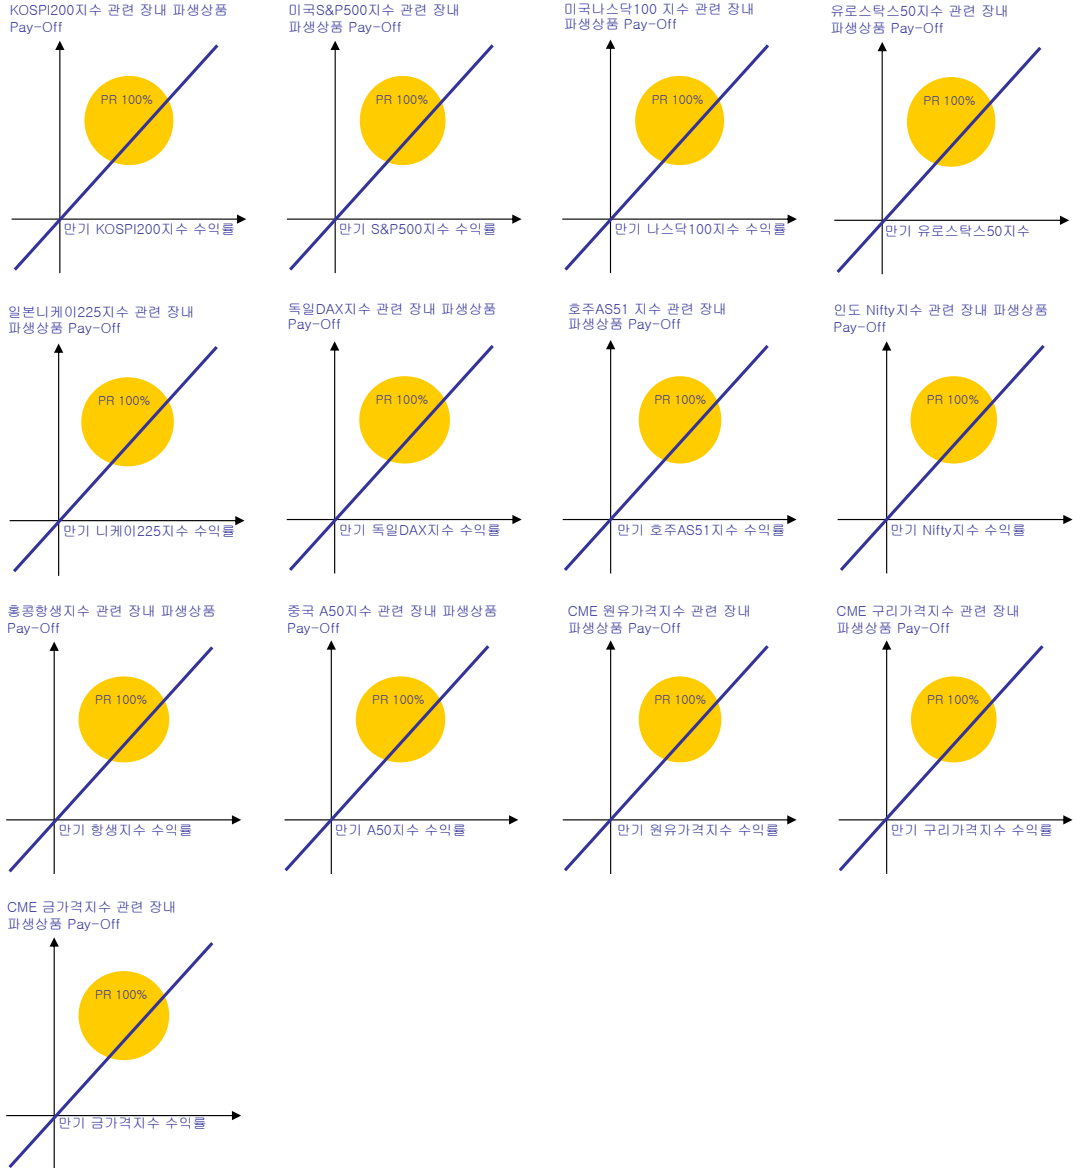 KOSPI200지수 관련 장내 파생상품
Pay-Off
PR 100%
만기 KOSPI200지수 수익률
미국S&P500지수 관련 장내
파생상품 Pay-Off
PR 100%
만기 S&P500지수 수익률
미국나스닥100 지수 관련 장내
파생상품 Pay-Off
PR 100%
만기 나스닥100지수 수익률
유로스탁스50지수 관련 장내
파생상품 Pay-Off
PR 100%
만기 유로스탁스50지수
일본니케이225지수 관련 장내
파생상품 Pay-Off
PR 100%
만기 니케이225지수 수익률
독일DAX지수 관련 장내 파생상품
Pay-Off
PR 100%
만기 독일DAX지수 수익률
호주AS51 지수 관련 장내
파생상품 Pay-Off
PR 100%
만기 호주AS51지수 수익률
인도 Nifty지수 관련 장내 파생상품
Pay-Off
PR 100%
만기 Nifty지수 수익률
홍콩항생지수 관련 장내 파생상품
Pay-Off
PR 100%
만기 항생지수 수익률
중국 A50지수 관련 장내 파생상품
Pay-Off
PR 100%
만기 A50지수 수익률
CME 원유가격지수 관련 장내
파생상품 Pay-Off
PR 100%
만기 원유가격지수 수익률
CME 구리가격지수 관련 장내
파생상품 Pay-Off
PR 100%
만기 구리가격지수 수익률
CME 금가격지수 관련 장내
파생상품 Pay-Off
PR 100%
만기 금가격지수 수익률